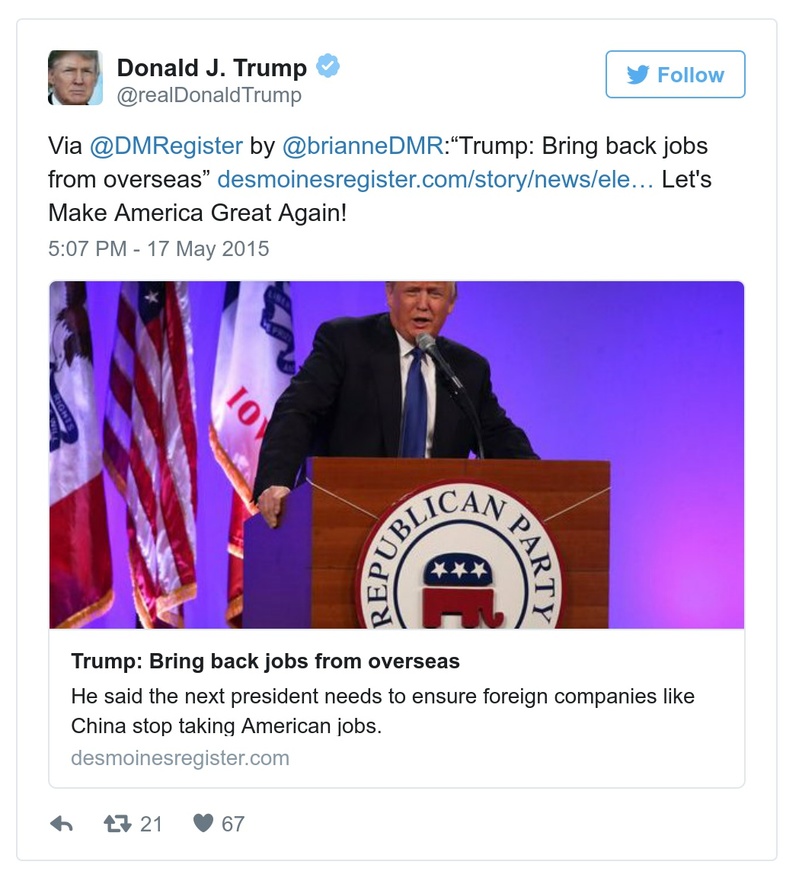 Donald J. Trump
@realDonaldTrump
Follow
Via @DMRegister by @brianneDMR:“Trump: Bring back jobs
from overseas” desmoinesregister.com/story/news/ele… Let's
Make America Great Again!
5:07 PM - 17 May 2015
IOW
REPUBLICAN PARTY
Trump: Bring back jobs from overseas
He said the next president needs to ensure foreign companies like
China stop taking American jobs.
desmoinesregister.com
21
67